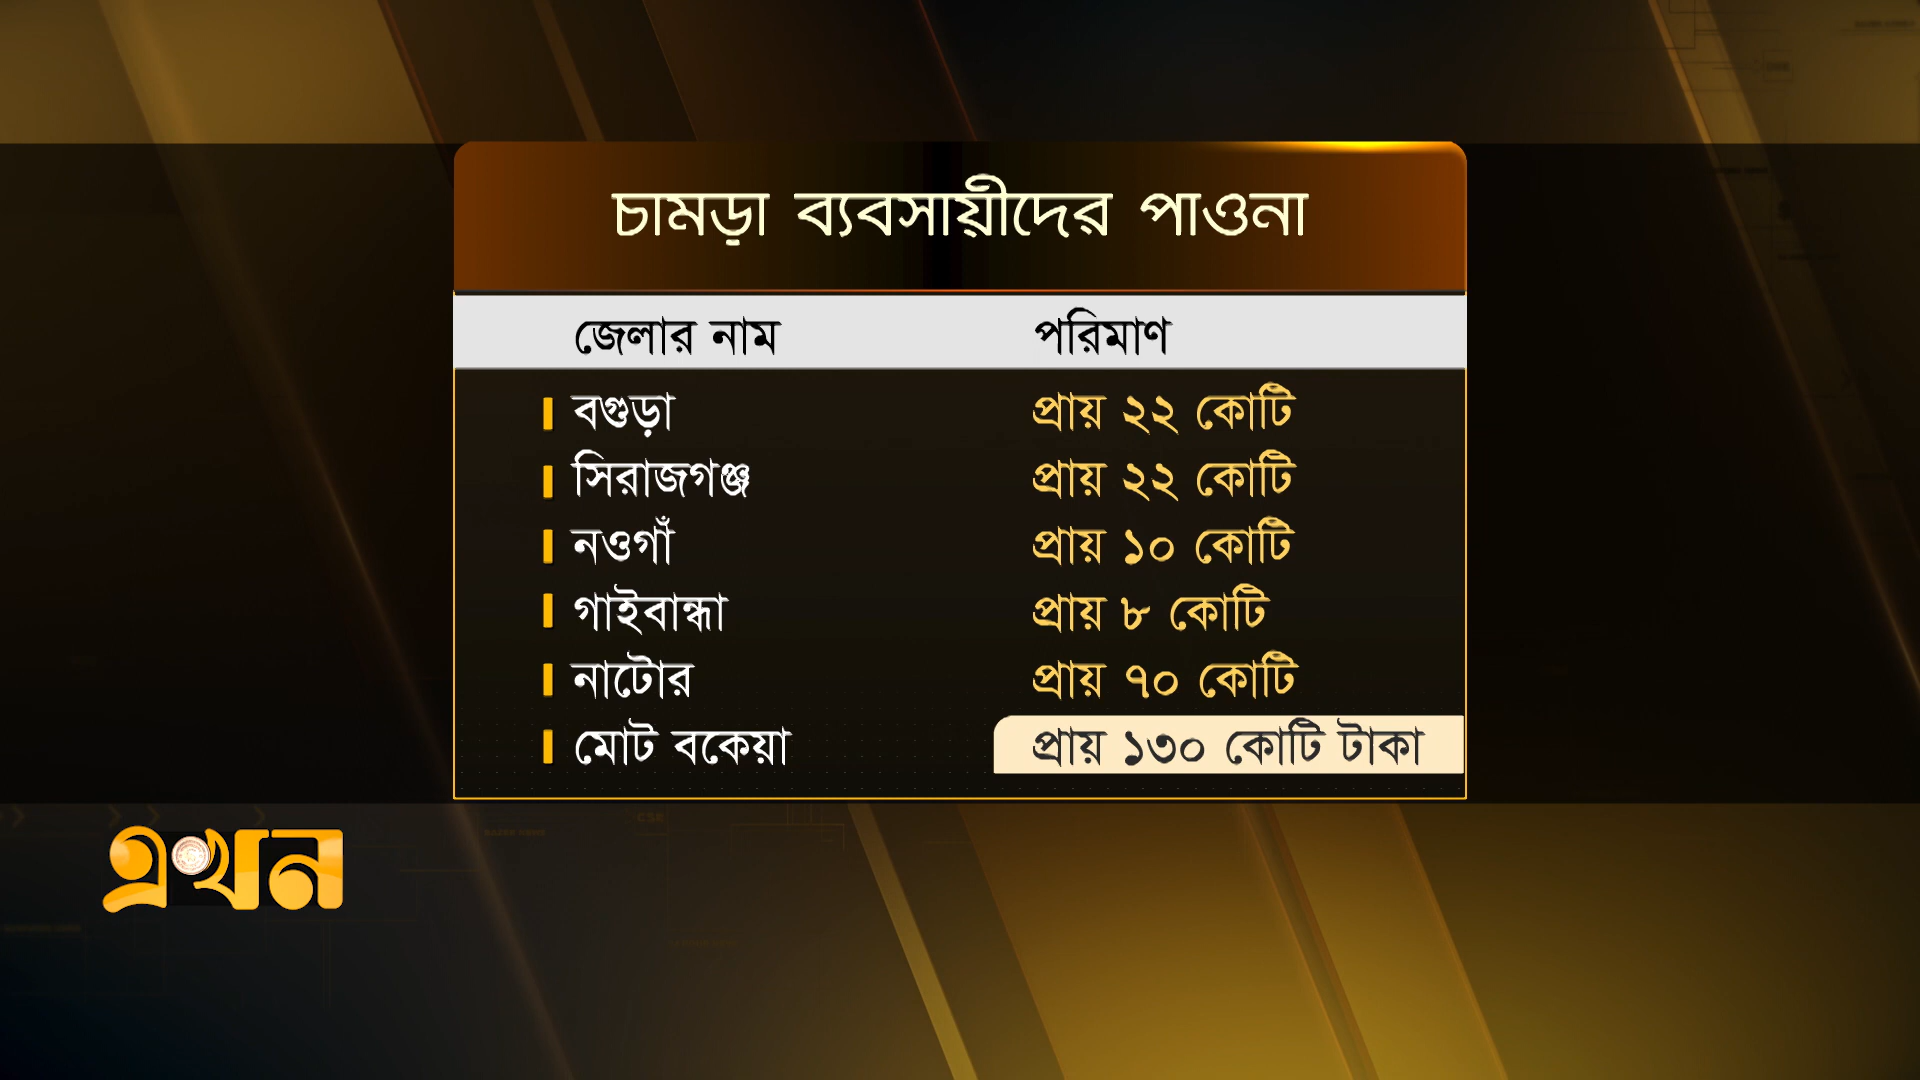 চামড়া ব্যবসায়ীদের পাওনা
জেলার নাম পরিমাণ
বগুড়া প্রায় ২২ কোটি
সিরাজগঞ্জ প্রায় ২২ কোটি
নওগাঁ প্রায় ১০ কোটি
গাইবান্ধা প্রায় ৮ কোটি
নাটোর প্রায় ৭০ কোটি
মোট বকেয়া প্রায় ১৩০ কোটি টাকা
এখন